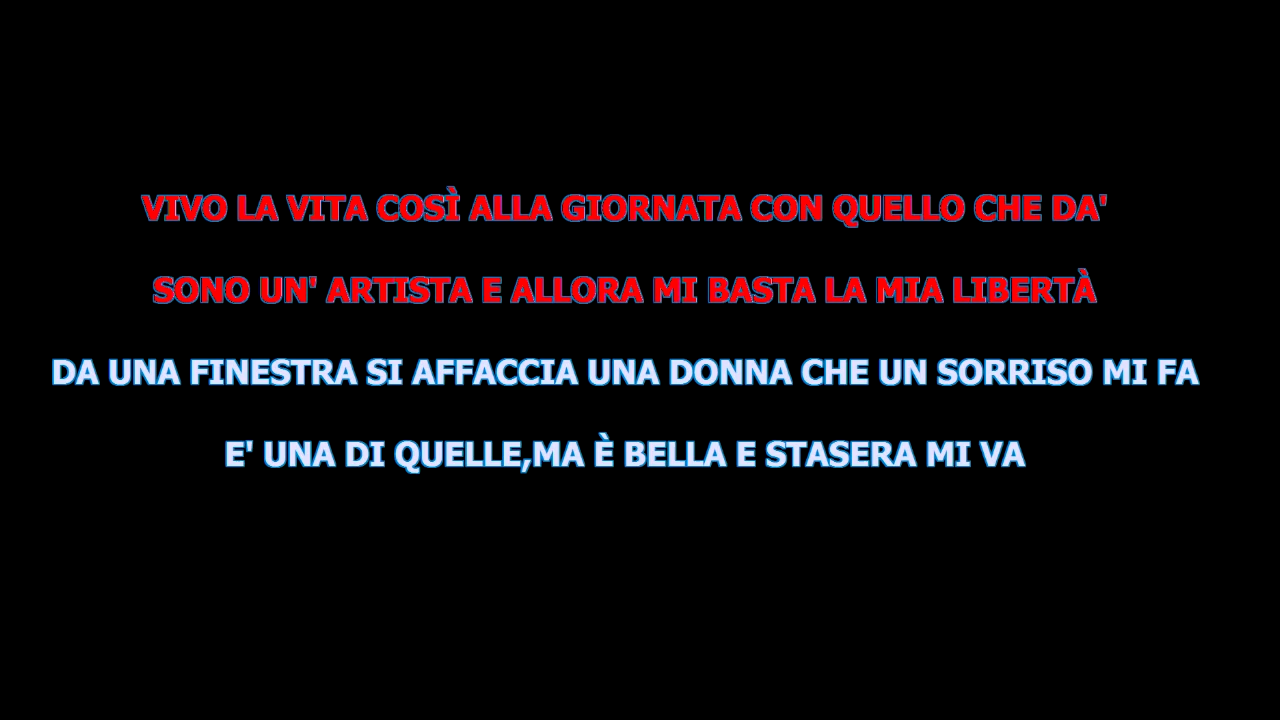 VIVO LA VITA COSÌ ALLA GIORNATA CON QUELLO CHE DA'
SONO UN' ARTISTA E ALLORA MI BASTA LA MIA LIBERTÀ
DA UNA FINESTRA SI AFFACCIA UNA DONNA CHE UN SORRISO MI FA
E' UNA DI QUELLE,MA È BELLA E STASERA MI VA